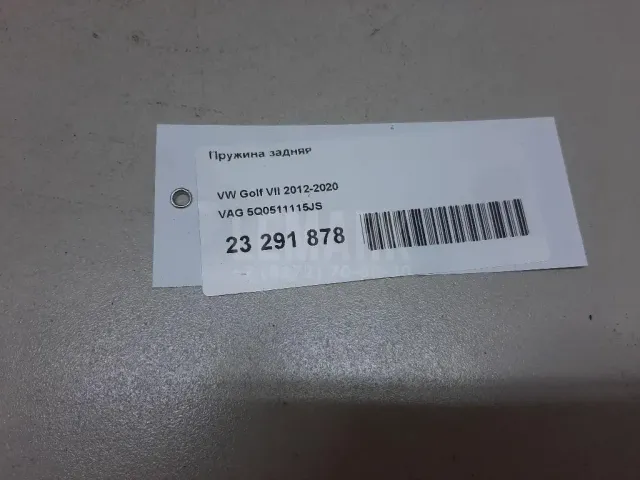 Пружина задняя
VW Golf VII 2012-2020
VAG 5Q0511115JS
23 291 878